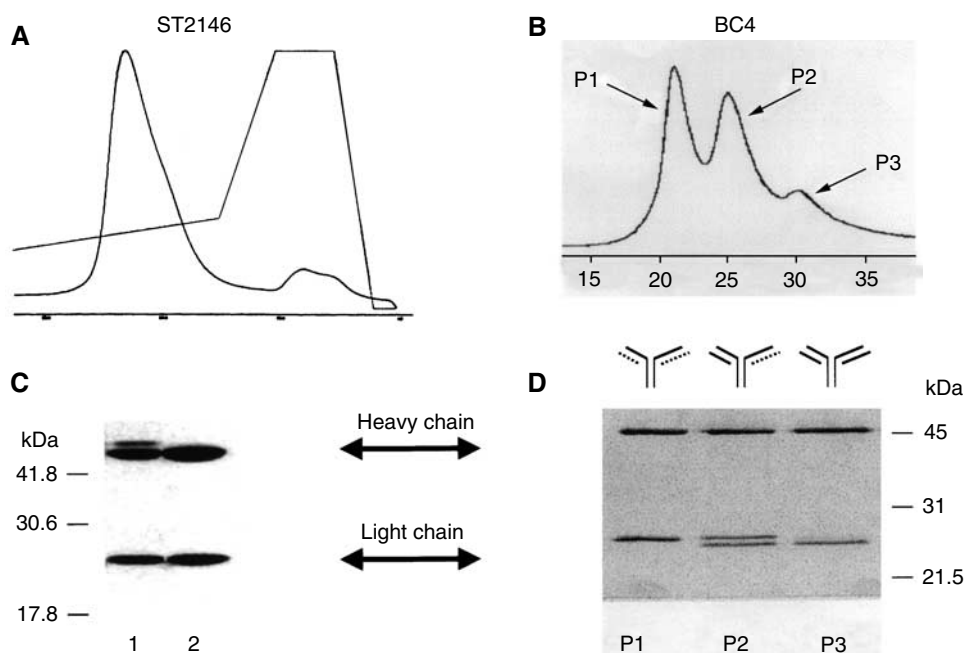 A
ST2146
B
BC4
P1
P2
P3
15 20 25 30 35
C
kDa
41.8
30.6
17.8
1 2
Heavy chain
Light chain
D
kDa
45
31
21.5
P1 P2 P3